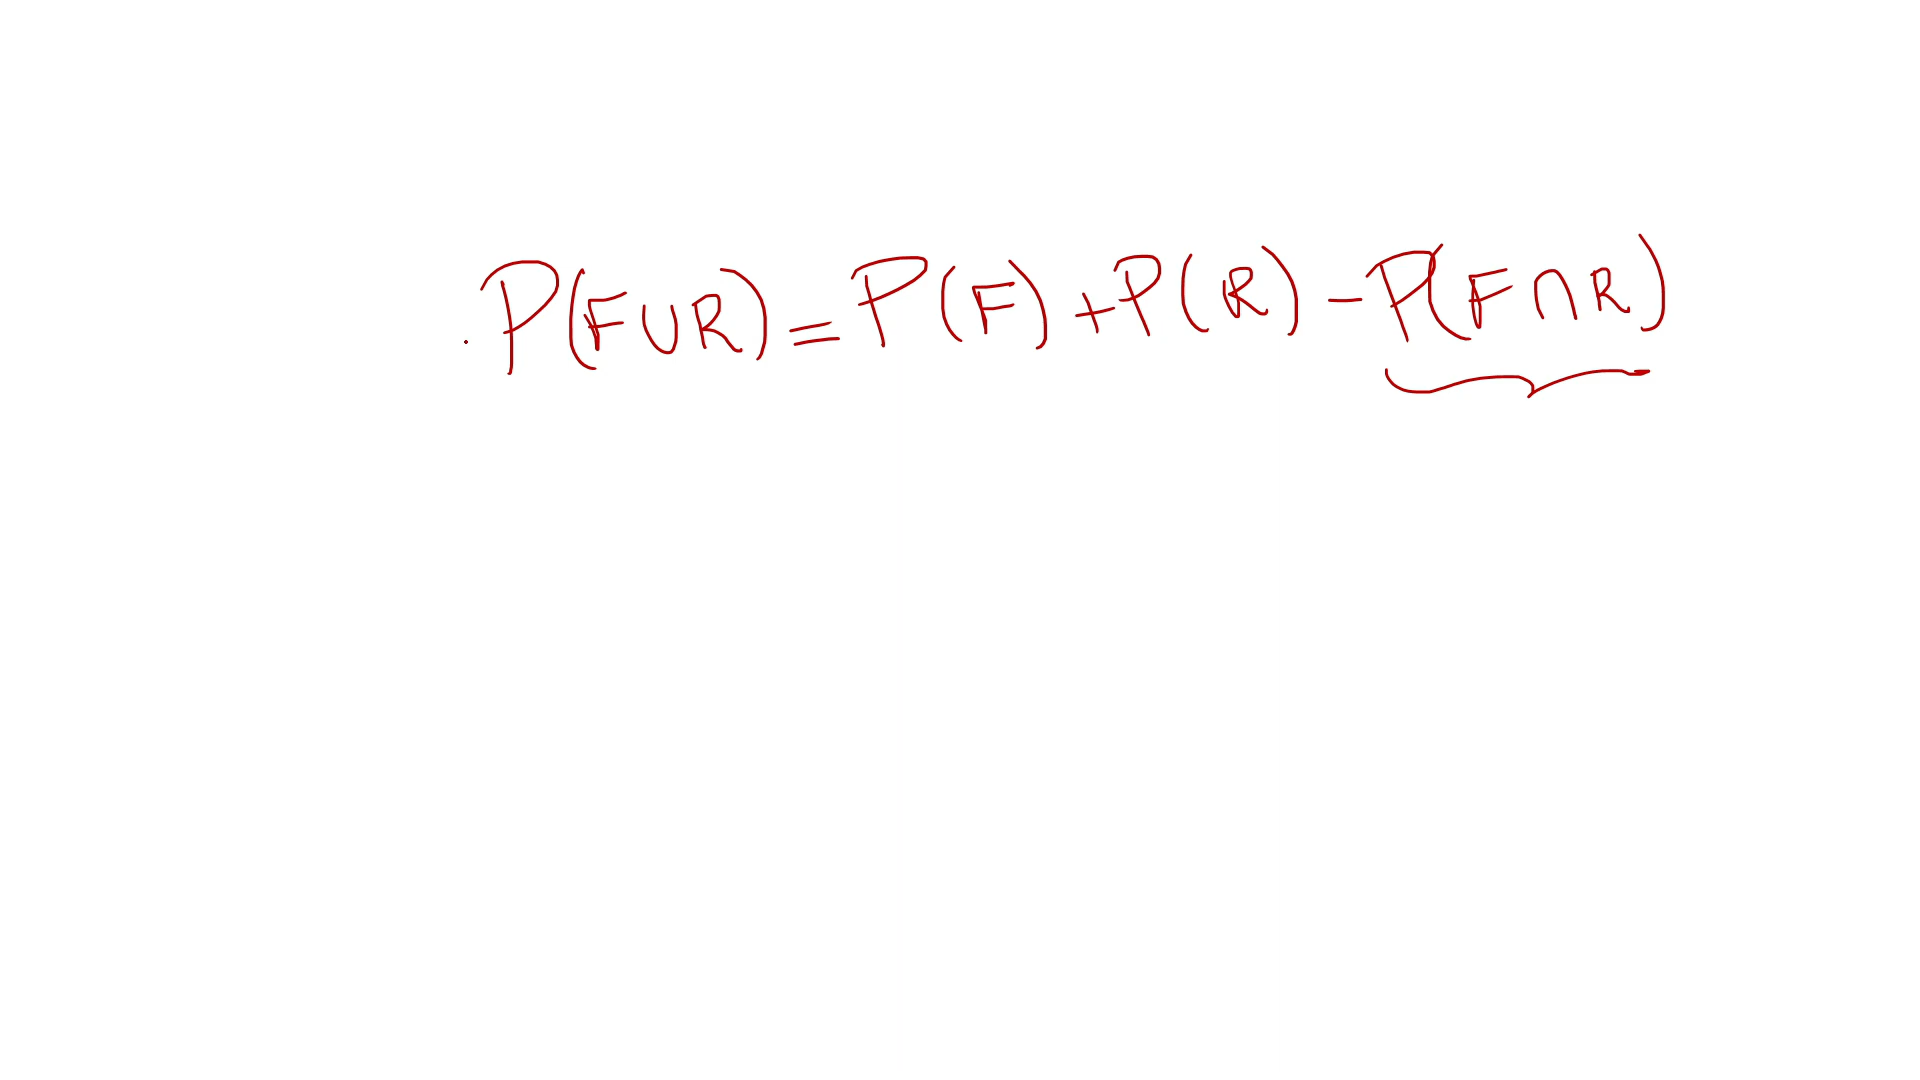 P(F∪R) = P(F) + P(R) − P(F∩R)